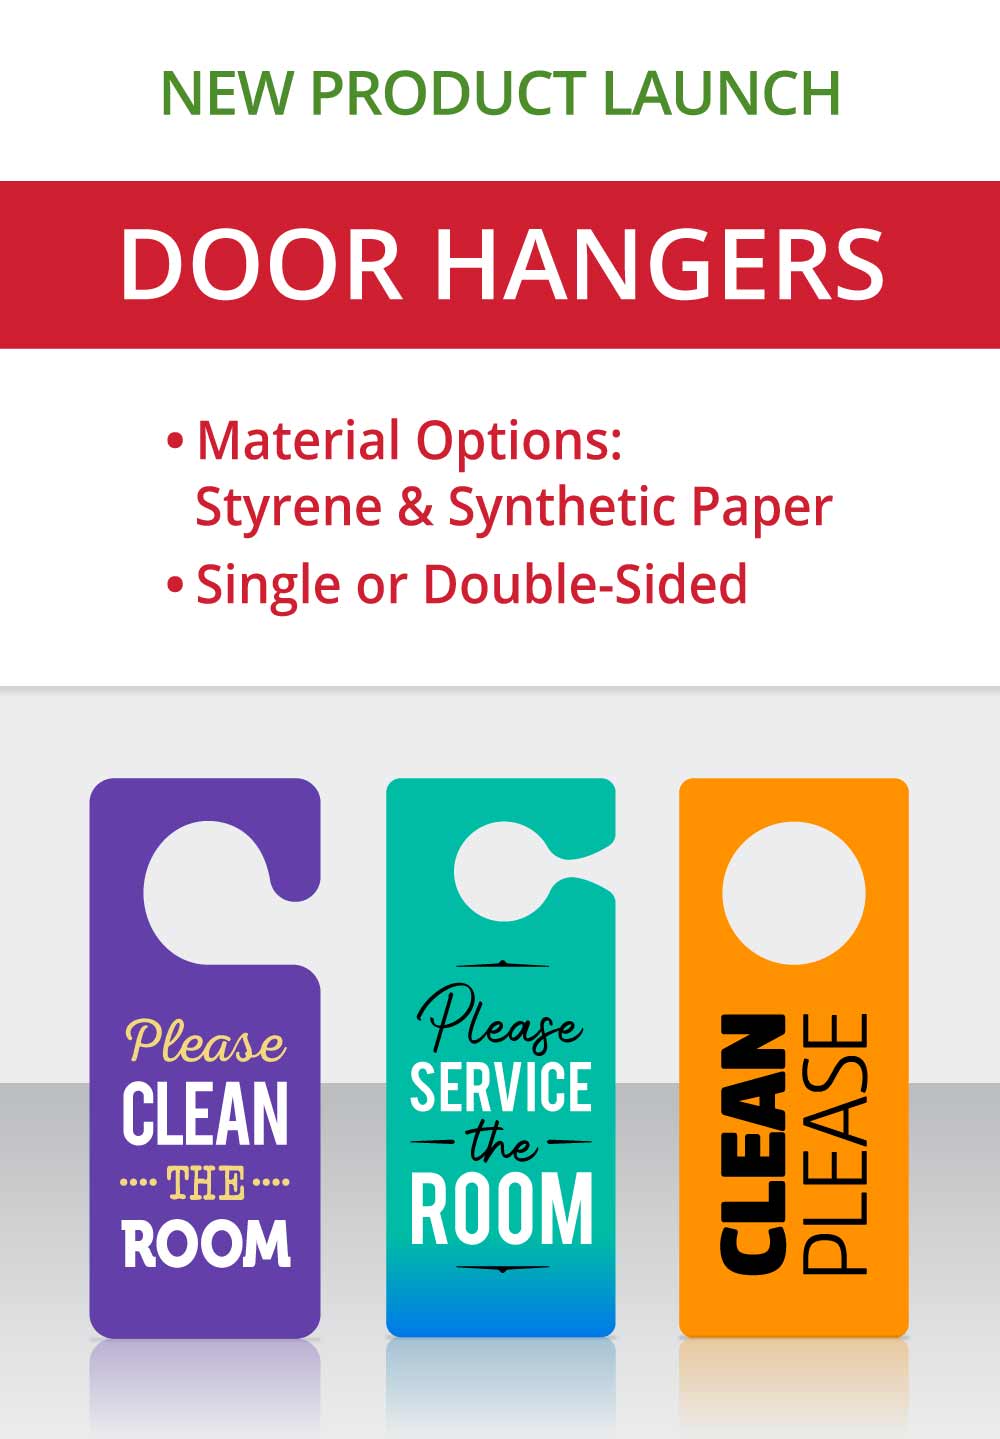 NEW PRODUCT LAUNCH
DOOR HANGERS
• Material Options:
Styrene & Synthetic Paper
• Single or Double-Sided
Please
CLEAN
THE
ROOM
Please
SERVICE
the
ROOM
CLEAN
PLEASE